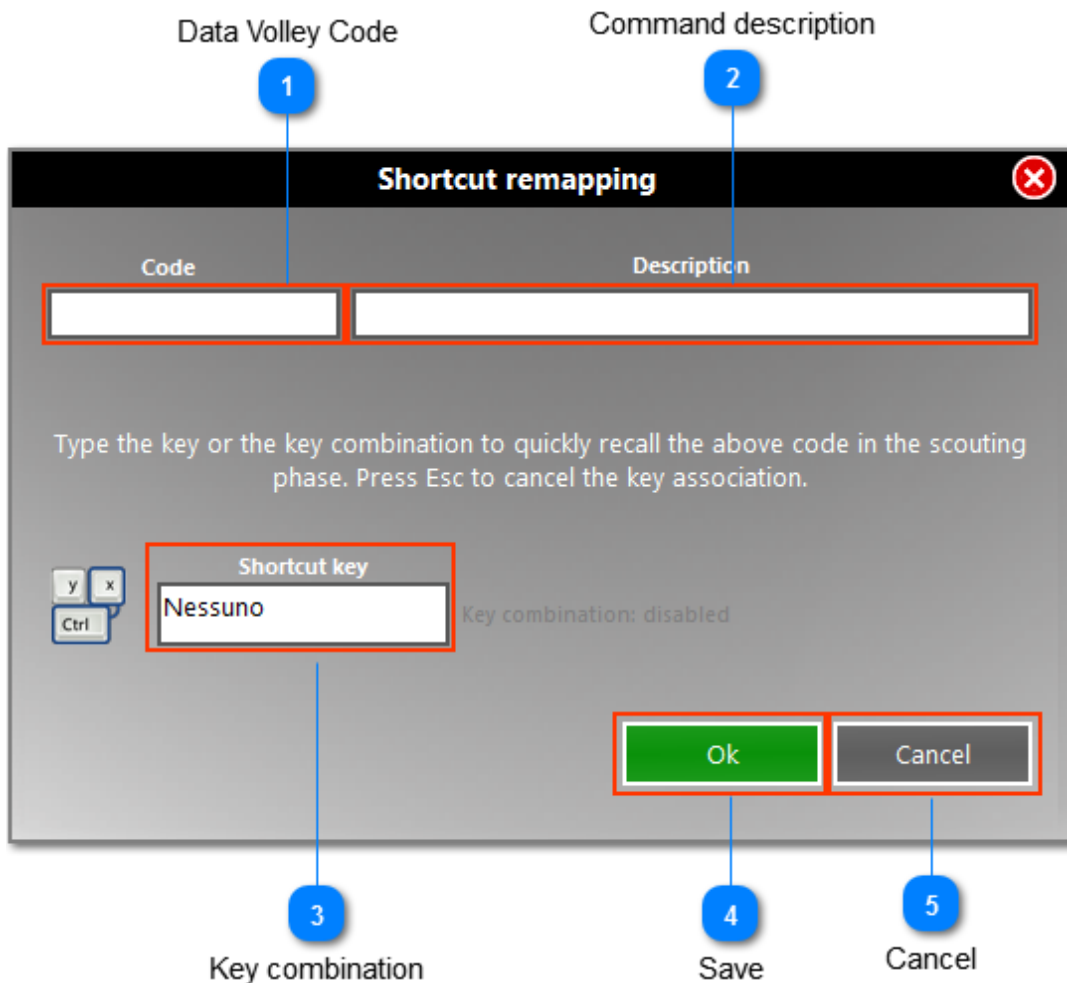 Data Volley Code
Command description
1
2
Shortcut remapping
Code
Description
Type the key or the key combination to quickly recall the above code in the scouting
phase. Press Esc to cancel the key association.
y x
Ctrl
Shortcut key
Nessuno
Key combination: disabled
Ok
Cancel
3
4
5
Key combination
Save
Cancel